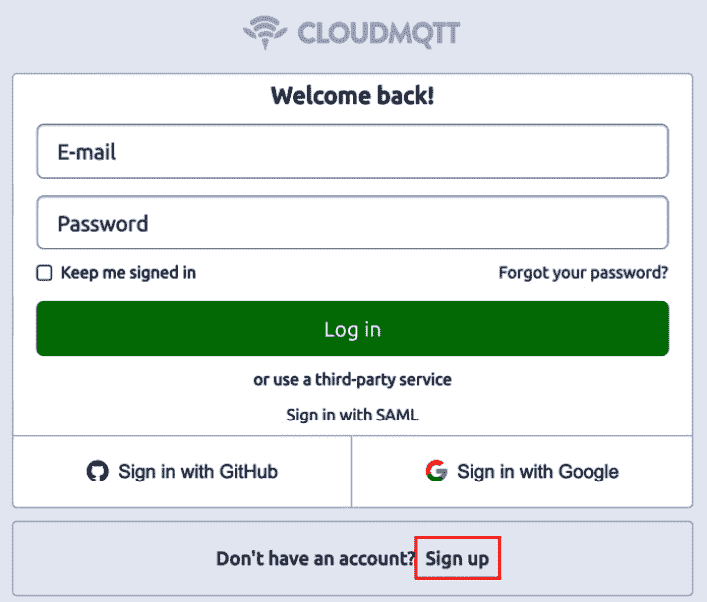 CLOUDMQTT
Welcome back!
E-mail
Password
Keep me signed in
Forgot your password?
Log in
or use a third-party service
Sign in with SAML
Sign in with GitHub
Sign in with Google
Don't have an account? Sign up